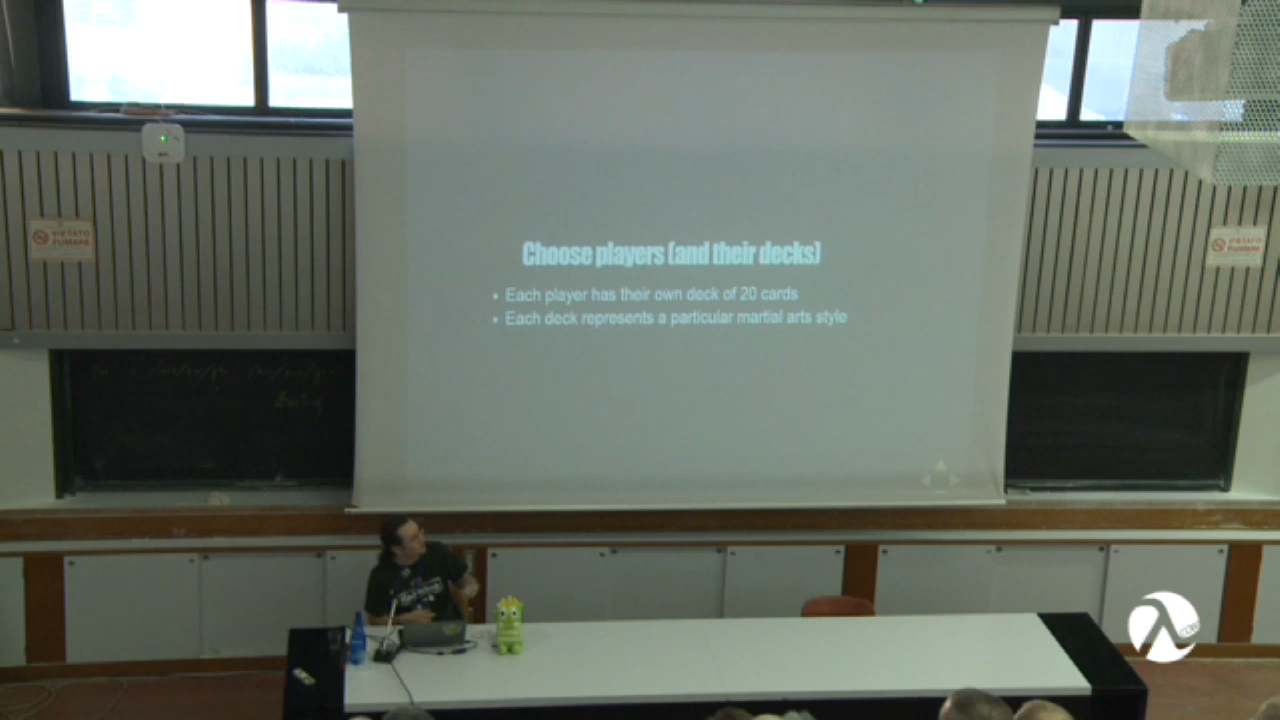 VIETATO
FUMARE
Choose players (and their decks)
• Each player has their own deck of 20 cards
• Each deck represents a particular martial arts style
VIETATO
FUMARE